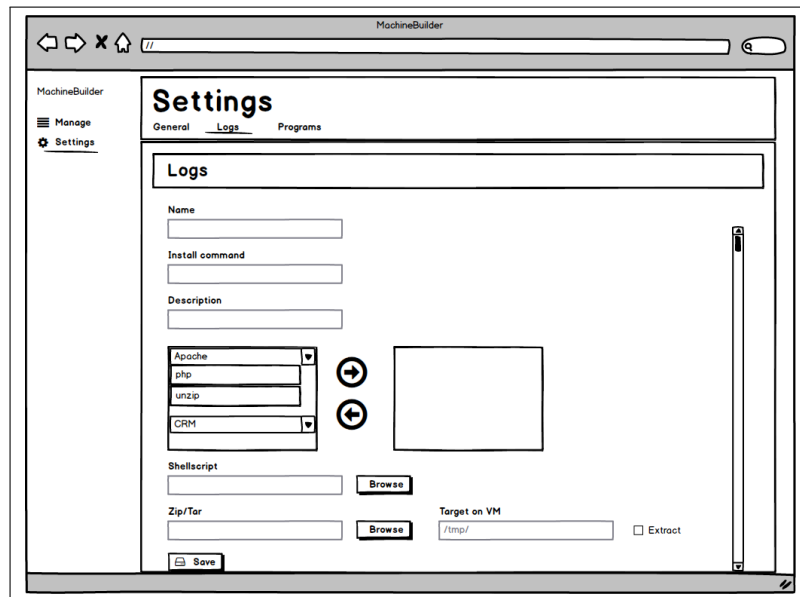 MachineBuilder
//
MachineBuilder
Manage
Settings
Settings
General Logs Programs
Logs
Name
Install command
Description
Apache
php
unzip
CRM
Shellscript
Browse
Zip/Tar Target on VM
Browse /tmp/ Extract
Save